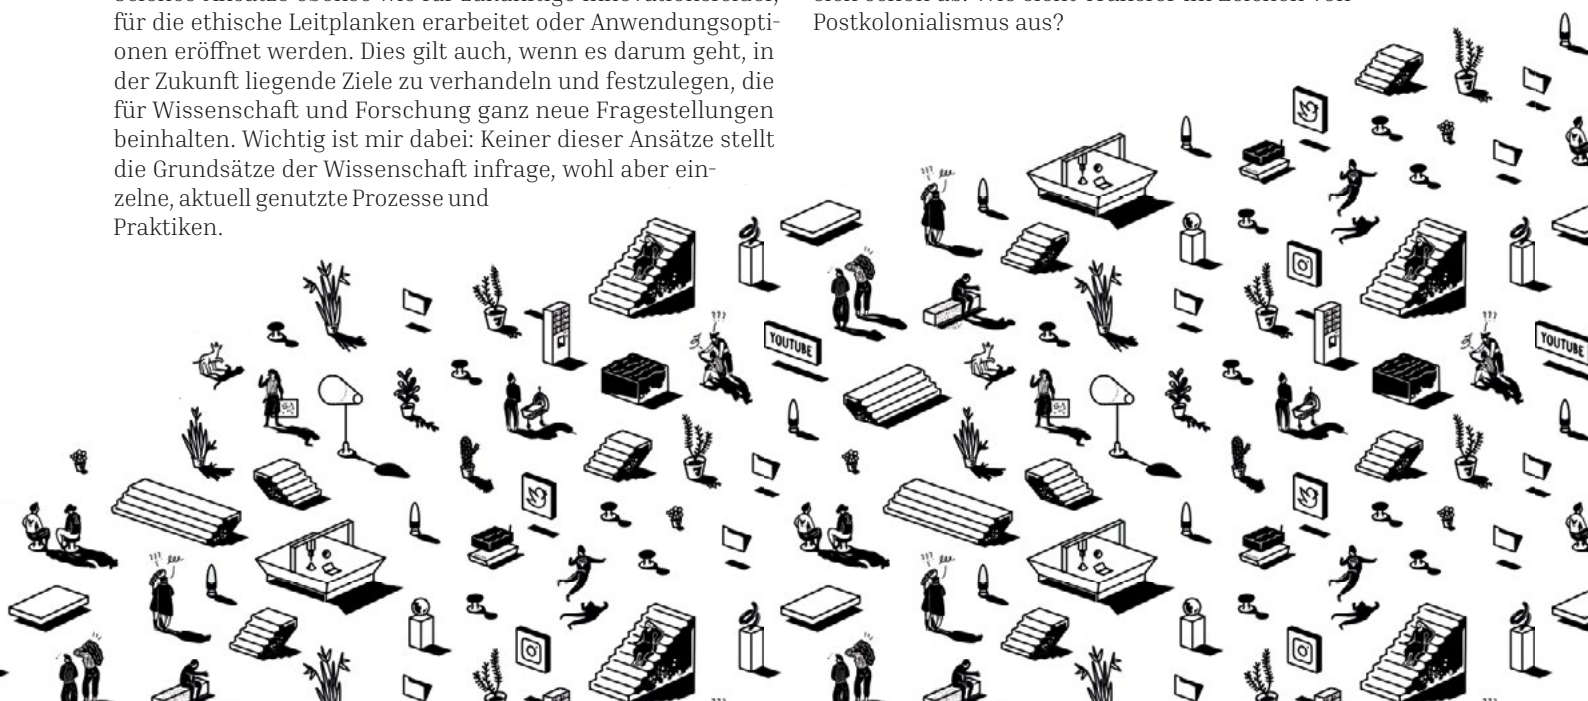 für die ethische Leitplanken erarbeitet oder Anwendungsopti-
onen eröffnet werden. Dies gilt auch, wenn es darum geht, in
der Zukunft liegende Ziele zu verhandeln und festzulegen, die
für Wissenschaft und Forschung ganz neue Fragestellungen
beinhalten. Wichtig ist mir dabei: Keiner dieser Ansätze stellt
die Grundsätze der Wissenschaft infrage, wohl aber ein-
zelne, aktuell genutzte Prozesse und
Praktiken.
Postkolonialismus aus?
???
???
???
???
YOUTUBE
YOUTUBE
???
???